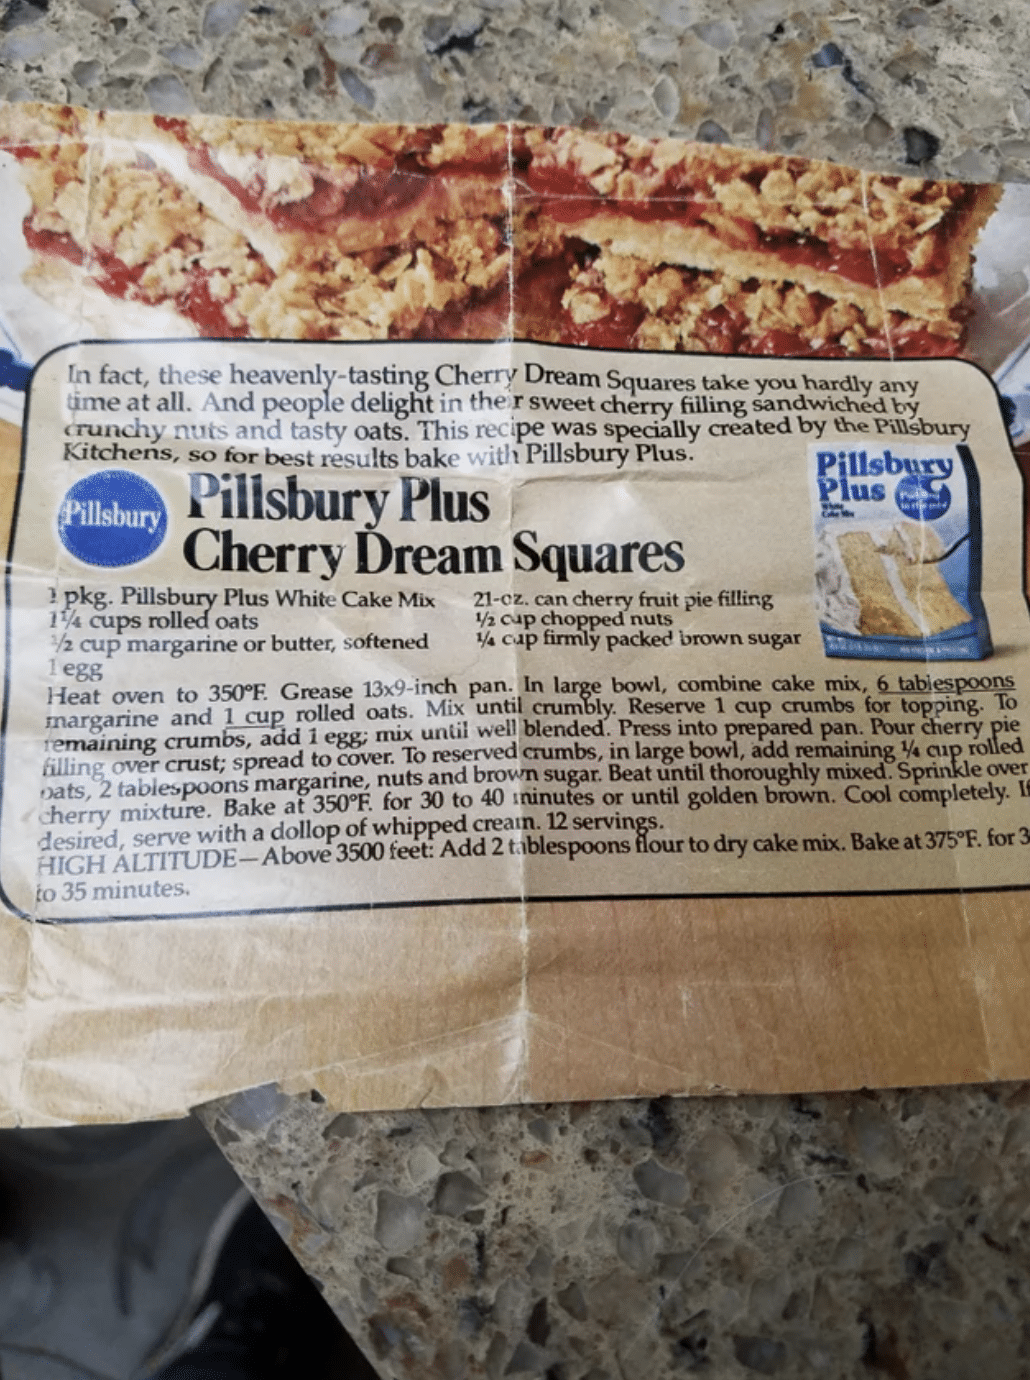 In fact, these heavenly-tasting Cherry Dream Squares take you hardly any
time at all. And people delight in their sweet cherry filling sandwiched by
crunchy nuts and tasty oats. This recipe was specially created by the Pillsbury
Kitchens, so for best results bake with Pillsbury Plus.
Pillsbury
Pillsbury Plus
Cherry Dream Squares
Pillsbury
Plus
White
Cake Mix
1 pkg. Pillsbury Plus White Cake Mix
1¼ cups rolled oats
½ cup margarine or butter, softened
1 egg
21-oz. can cherry fruit pie filling
½ cup chopped nuts
¼ cup firmly packed brown sugar
Heat oven to 350°F. Grease 13x9-inch pan. In large bowl, combine cake mix, 6 tablespoons
margarine and 1 cup rolled oats. Mix until crumbly. Reserve 1 cup crumbs for topping. To
remaining crumbs, add 1 egg; mix until well blended. Press into prepared pan. Pour cherry pie
filling over crust; spread to cover. To reserved crumbs, in large bowl, add remaining ¼ cup rolled
oats, 2 tablespoons margarine, nuts and brown sugar. Beat until thoroughly mixed. Sprinkle over
cherry mixture. Bake at 350°F. for 30 to 40 minutes or until golden brown. Cool completely. If
desired, serve with a dollop of whipped cream. 12 servings.
HIGH ALTITUDE—Above 3500 feet: Add 2 tablespoons flour to dry cake mix. Bake at 375°F. for 3
to 35 minutes.